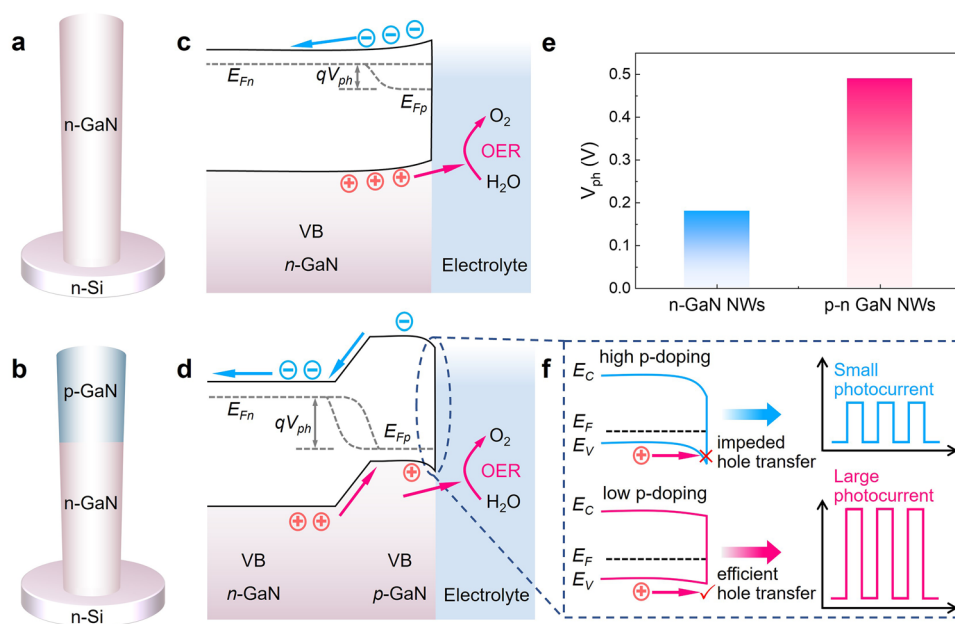 a
n-GaN
n-Si
b
p-GaN
n-GaN
n-Si
c
E_Fn
qV_ph
E_Fp
O₂
OER
H₂O
VB
n-GaN
Electrolyte
d
E_Fn
qV_ph
E_Fp
O₂
OER
H₂O
VB
VB
n-GaN
p-GaN
Electrolyte
e
V_ph (V)
0.5
0.4
0.3
0.2
0.1
0.0
n-GaN NWs
p-n GaN NWs
f
high p-doping
E_C
E_F
E_V
impeded
hole transfer
Small
photocurrent
low p-doping
E_C
E_F
E_V
efficient
hole transfer
Large
photocurrent